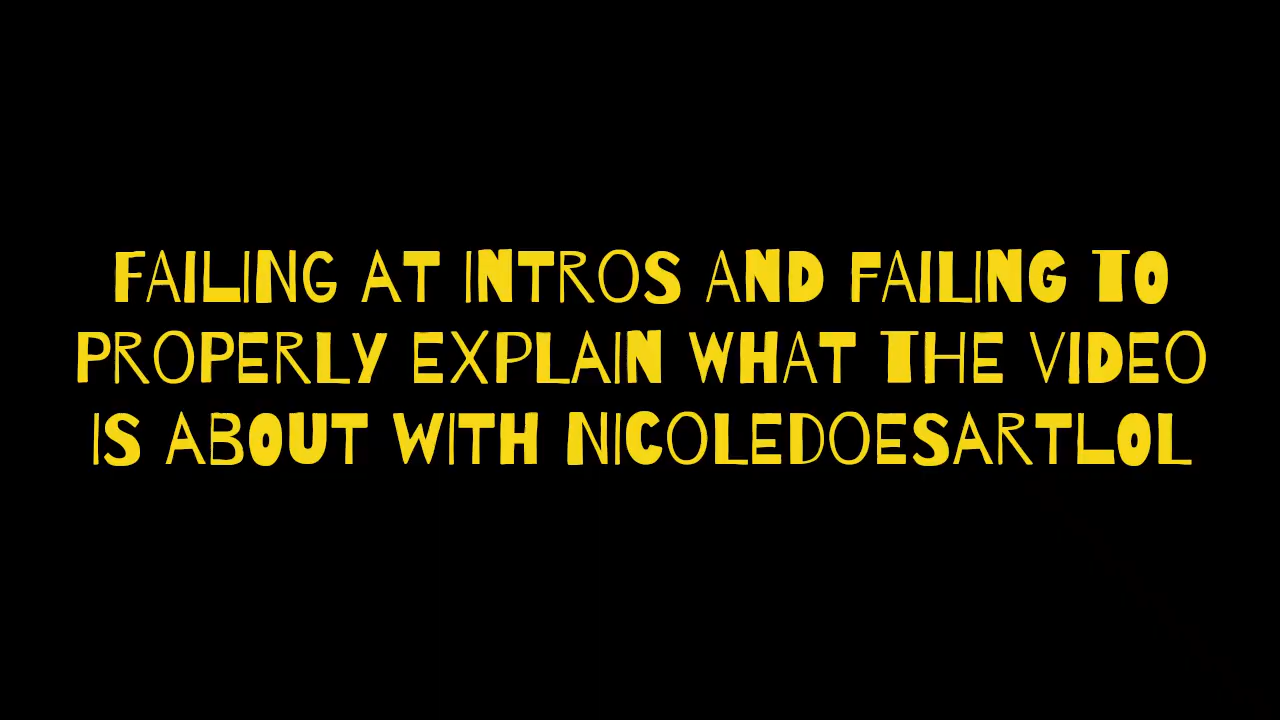 FAILING AT INTROS AND FAILING TO
PROPERLY EXPLAIN WHAT THE VIDEO
IS ABOUT WITH NICOLEDOESARTLOL